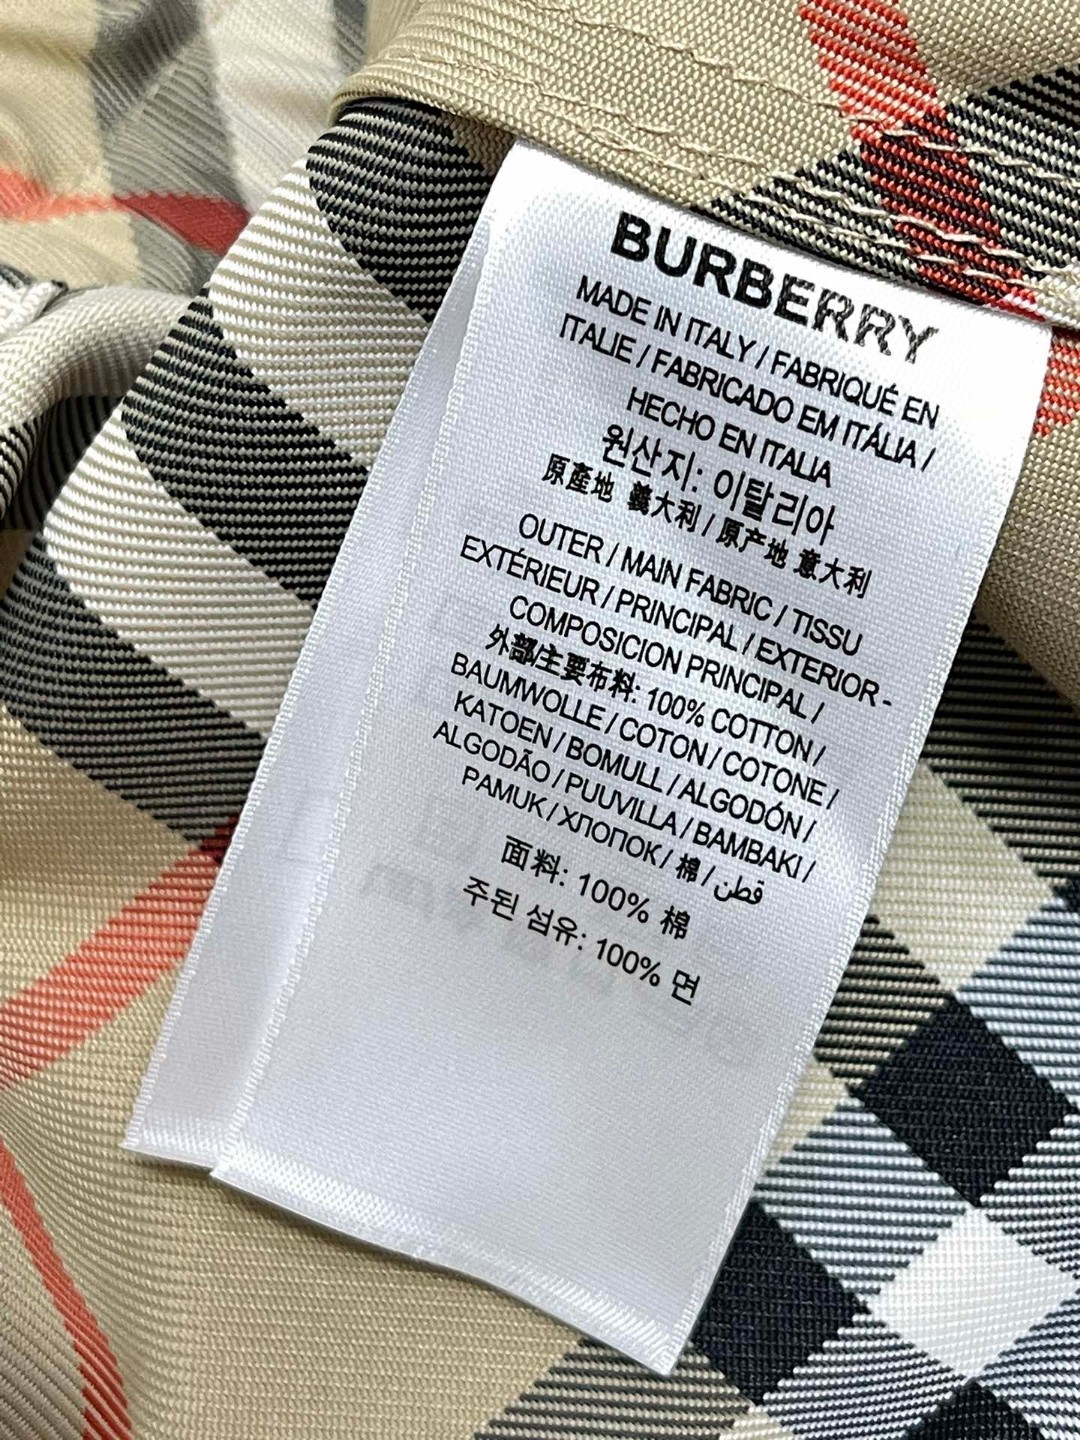 BURBERRY
MADE IN ITALY / FABRIQUÉ EN
ITALIE / FABRICADO EM ITÁLIA /
HECHO EN ITALIA
원산지: 이탈리아
原產地 義大利 / 原产地 意大利
OUTER / MAIN FABRIC / TISSU
EXTÉRIEUR / PRINCIPAL / EXTERIOR -
COMPOSICION PRINCIPAL /
外部/主要布料: 100% COTTON /
BAUMWOLLE / COTON / COTONE /
KATOEN / BOMULL / ALGODÓN /
ALGODÃO / PUUVILLA / BAMBAKI /
PAMUK / ХЛОПОК / 棉 / قطن
面料: 100% 棉
주된 섬유: 100% 면